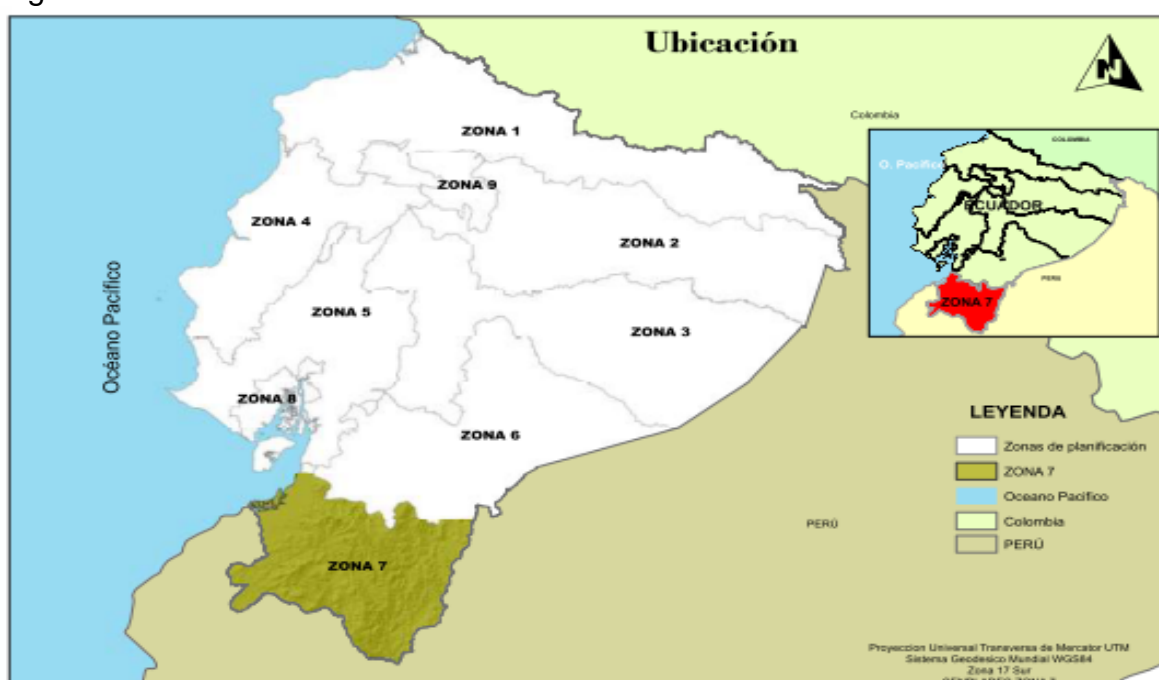 Ubicación
N
Colombia
COLOMBIA
O. Pacífico
ECUADOR
PERU
ZONA 7
ZONA 1
ZONA 9
ZONA 4
ZONA 2
Océano Pacífico
ZONA 5
ZONA 3
ZONA 8
ZONA 6
ZONA 7
PERÚ
LEYENDA
Zonas de planificación
ZONA 7
Oceano Pacífico
Colombia
PERÚ
Proyeccion Universal Transversa de Mercator UTM
Sistema Geodesico Mundial WGS84
Zona 17 Sur